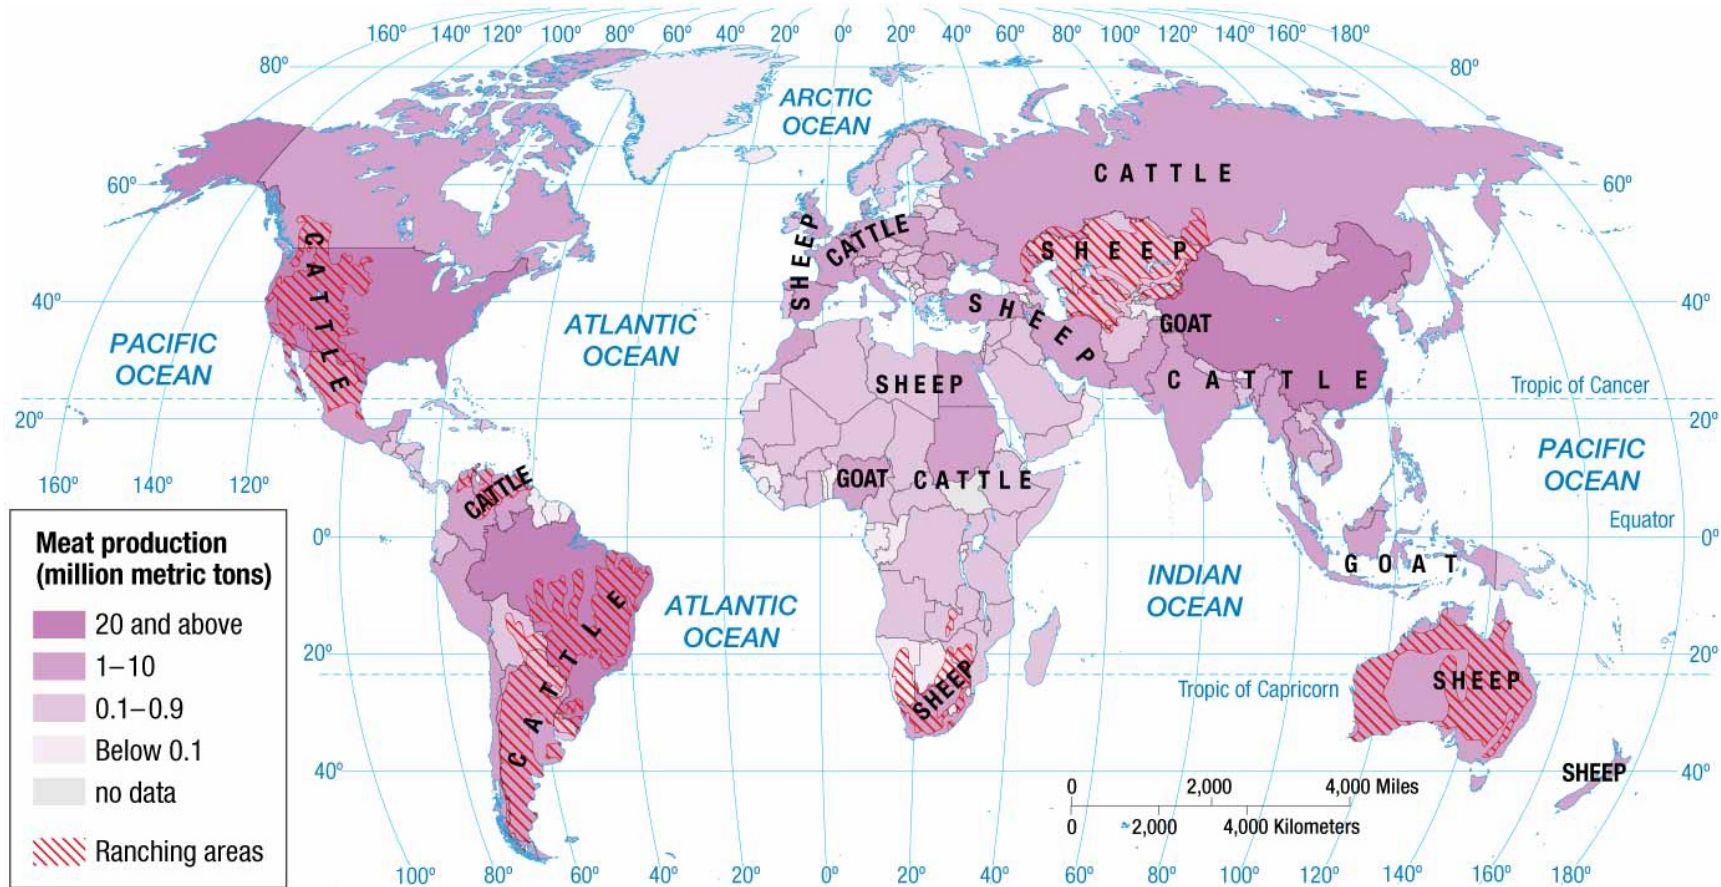 160° 140° 120° 100° 80° 60° 40° 20° 0° 20° 40° 60° 80° 100° 120° 140° 160° 180°
80°
80°
ARCTIC
OCEAN
CATTLE
60°
60°
SHEEP
CATTLE
SHEEP
CATTLE
40°
40°
SHEEP
GOAT
PACIFIC
OCEAN
ATLANTIC
OCEAN
SHEEP
CATTLE
Tropic of Cancer
20°
20°
PACIFIC
OCEAN
160° 140° 120°
CATTLE
GOAT
CATTLE
Equator
0°
0°
GOAT
INDIAN
OCEAN
ATLANTIC
OCEAN
CATTLE
20°
20°
SHEEP
SHEEP
Tropic of Capricorn
40°
40°
SHEEP
0 2,000 4,000 Miles
0 2,000 4,000 Kilometers
100° 80° 60° 40° 20° 0° 20° 40° 60° 80° 100° 120° 140° 160° 180°
Meat production
(million metric tons)
20 and above
1–10
0.1–0.9
Below 0.1
no data
Ranching areas